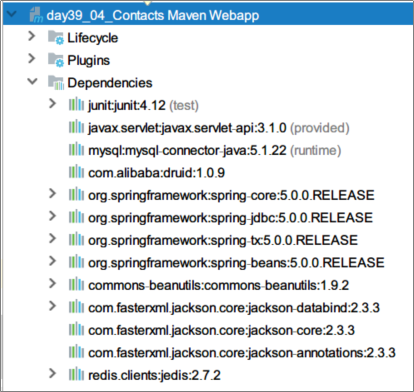 day39_04_Contacts Maven Webapp
Lifecycle
Plugins
Dependencies
junit:junit:4.12 (test)
javax.servlet:javax.servlet-api:3.1.0 (provided)
mysql:mysql-connector-java:5.1.22 (runtime)
com.alibaba:druid:1.0.9
org.springframework:spring-core:5.0.0.RELEASE
org.springframework:spring-jdbc:5.0.0.RELEASE
org.springframework:spring-tx:5.0.0.RELEASE
org.springframework:spring-beans:5.0.0.RELEASE
commons-beanutils:commons-beanutils:1.9.2
com.fasterxml.jackson.core:jackson-databind:2.3.3
com.fasterxml.jackson.core:jackson-core:2.3.3
com.fasterxml.jackson.core:jackson-annotations:2.3.3
redis.clients:jedis:2.7.2